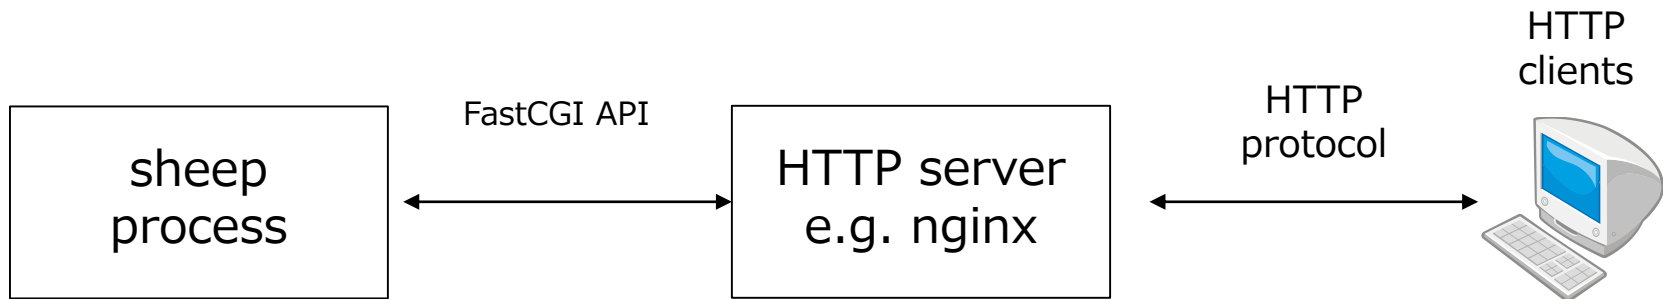 sheep
process
FastCGI API
HTTP server
e.g. nginx
HTTP
protocol
HTTP
clients